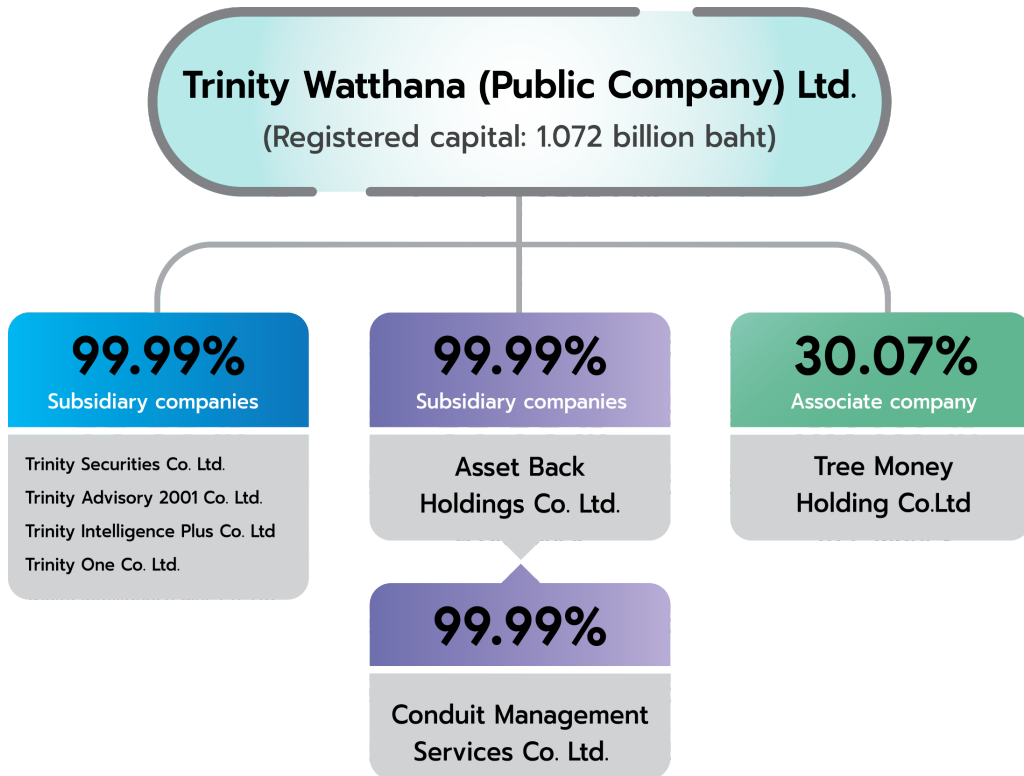 Trinity Watthana (Public Company) Ltd.
(Registered capital: 1.072 billion baht)
99.99%
Subsidiary companies
Trinity Securities Co. Ltd.
Trinity Advisory 2001 Co. Ltd.
Trinity Intelligence Plus Co. Ltd
Trinity One Co. Ltd.
99.99%
Subsidiary companies
Asset Back
Holdings Co. Ltd.
99.99%
Conduit Management
Services Co. Ltd.
30.07%
Associate company
Tree Money
Holding Co.Ltd